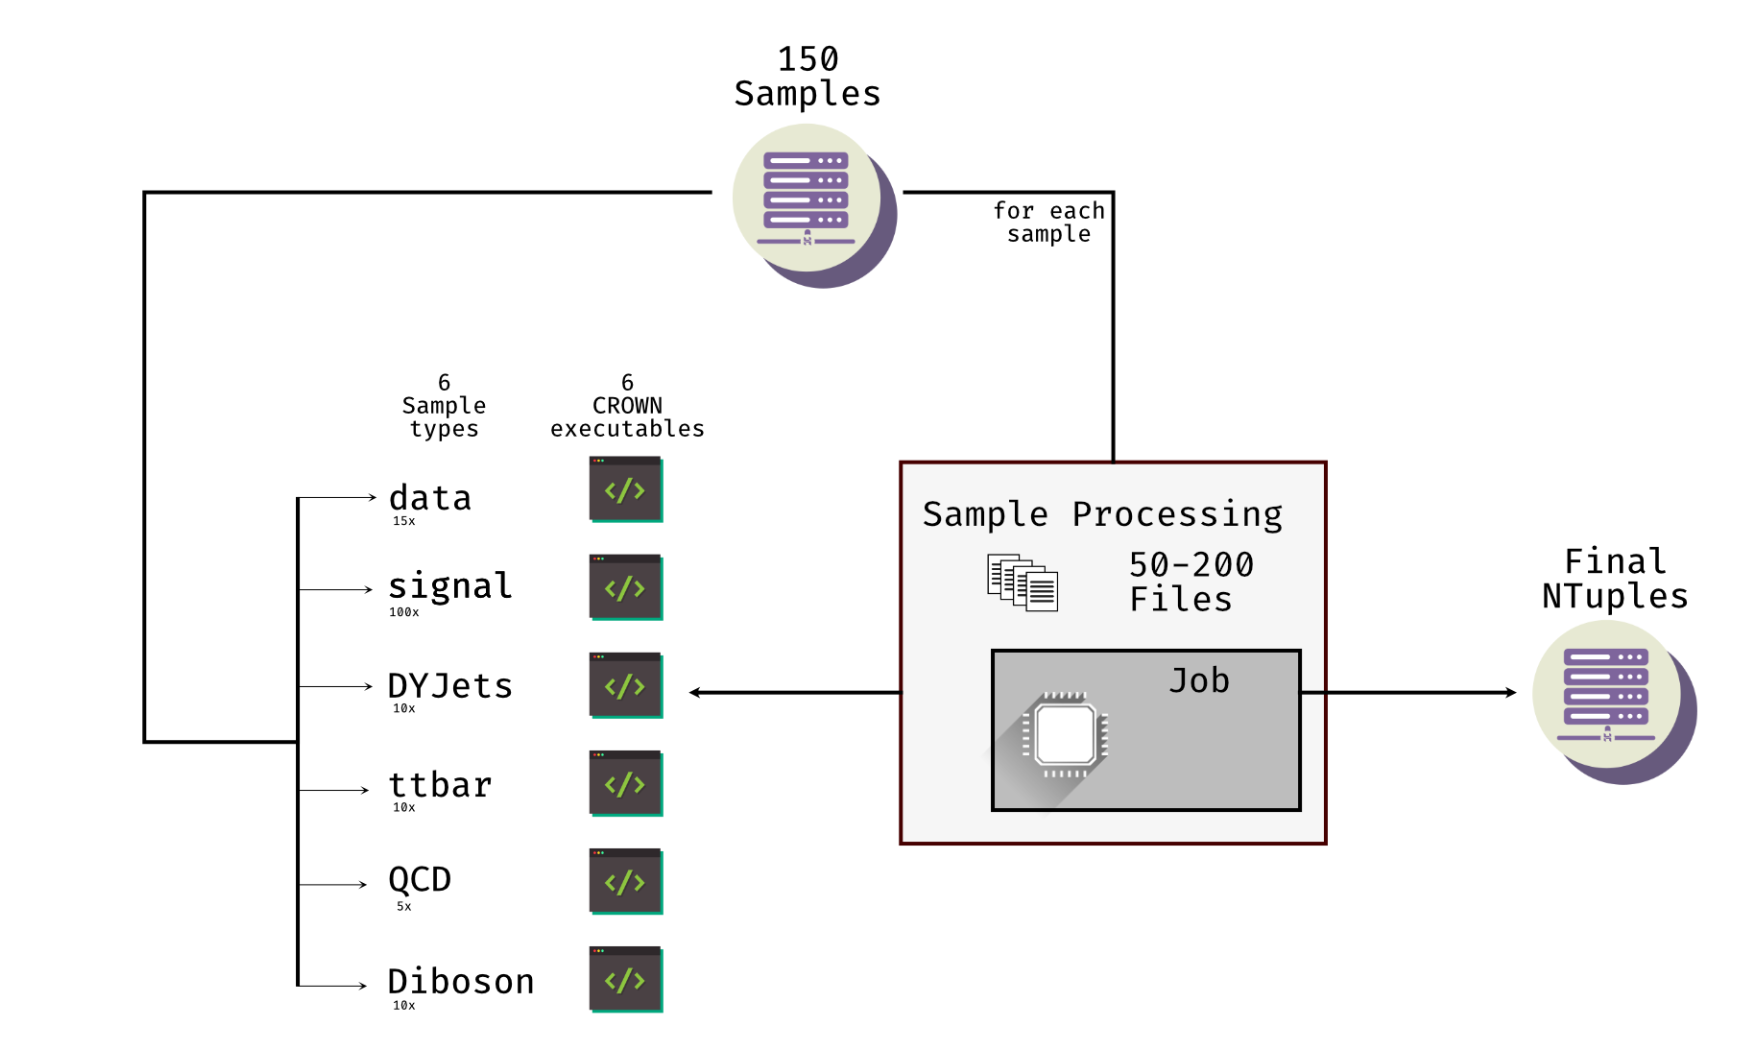 150
Samples
for each
sample
6
Sample
types
6
CROWN
executables
data
15x
signal
100x
DYJets
10x
ttbar
10x
QCD
5x
Diboson
10x
Sample Processing
50-200
Files
Job
Final
NTuples